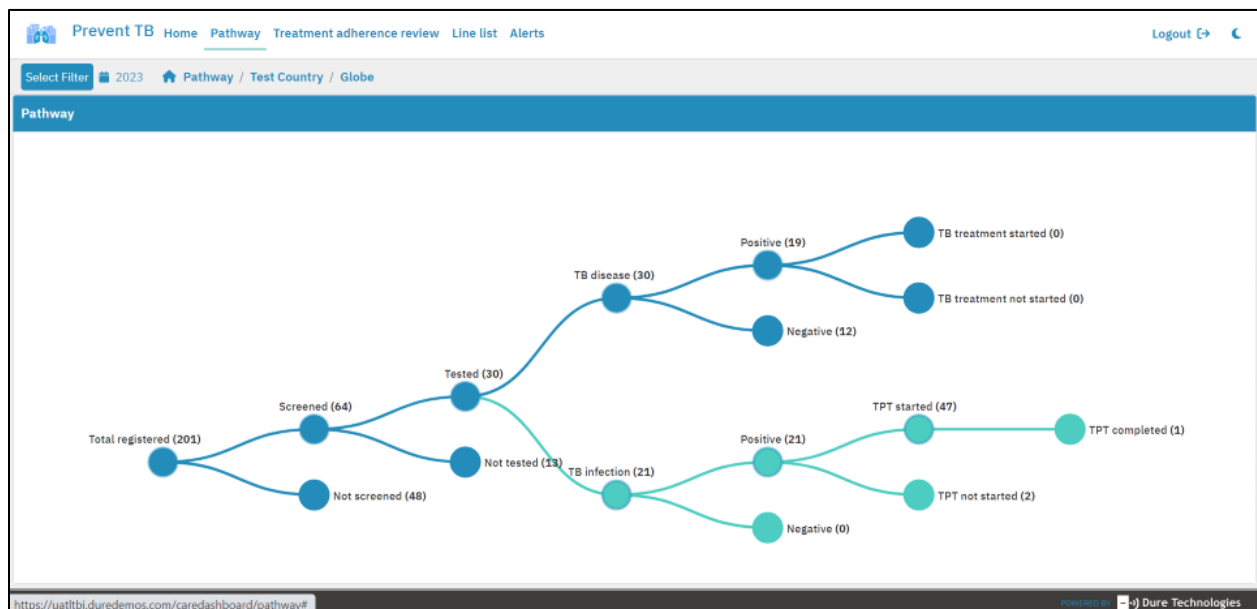 Prevent TB Home Pathway Treatment adherence review Line list Alerts Logout
Select Filter 2023 Pathway / Test Country / Globe
Pathway
TB treatment started (0)
Positive (19)
TB disease (30)
TB treatment not started (0)
Negative (12)
Tested (30)
Screened (64)
TPT started (47)
Total registered (201)
Positive (21)
TPT completed (1)
Not tested (13)
TB infection (21)
Not screened (48)
TPT not started (2)
Negative (0)
https://uatltbi.duredemos.com/caredashboard/pathway#
POWERED BY Dure Technologies